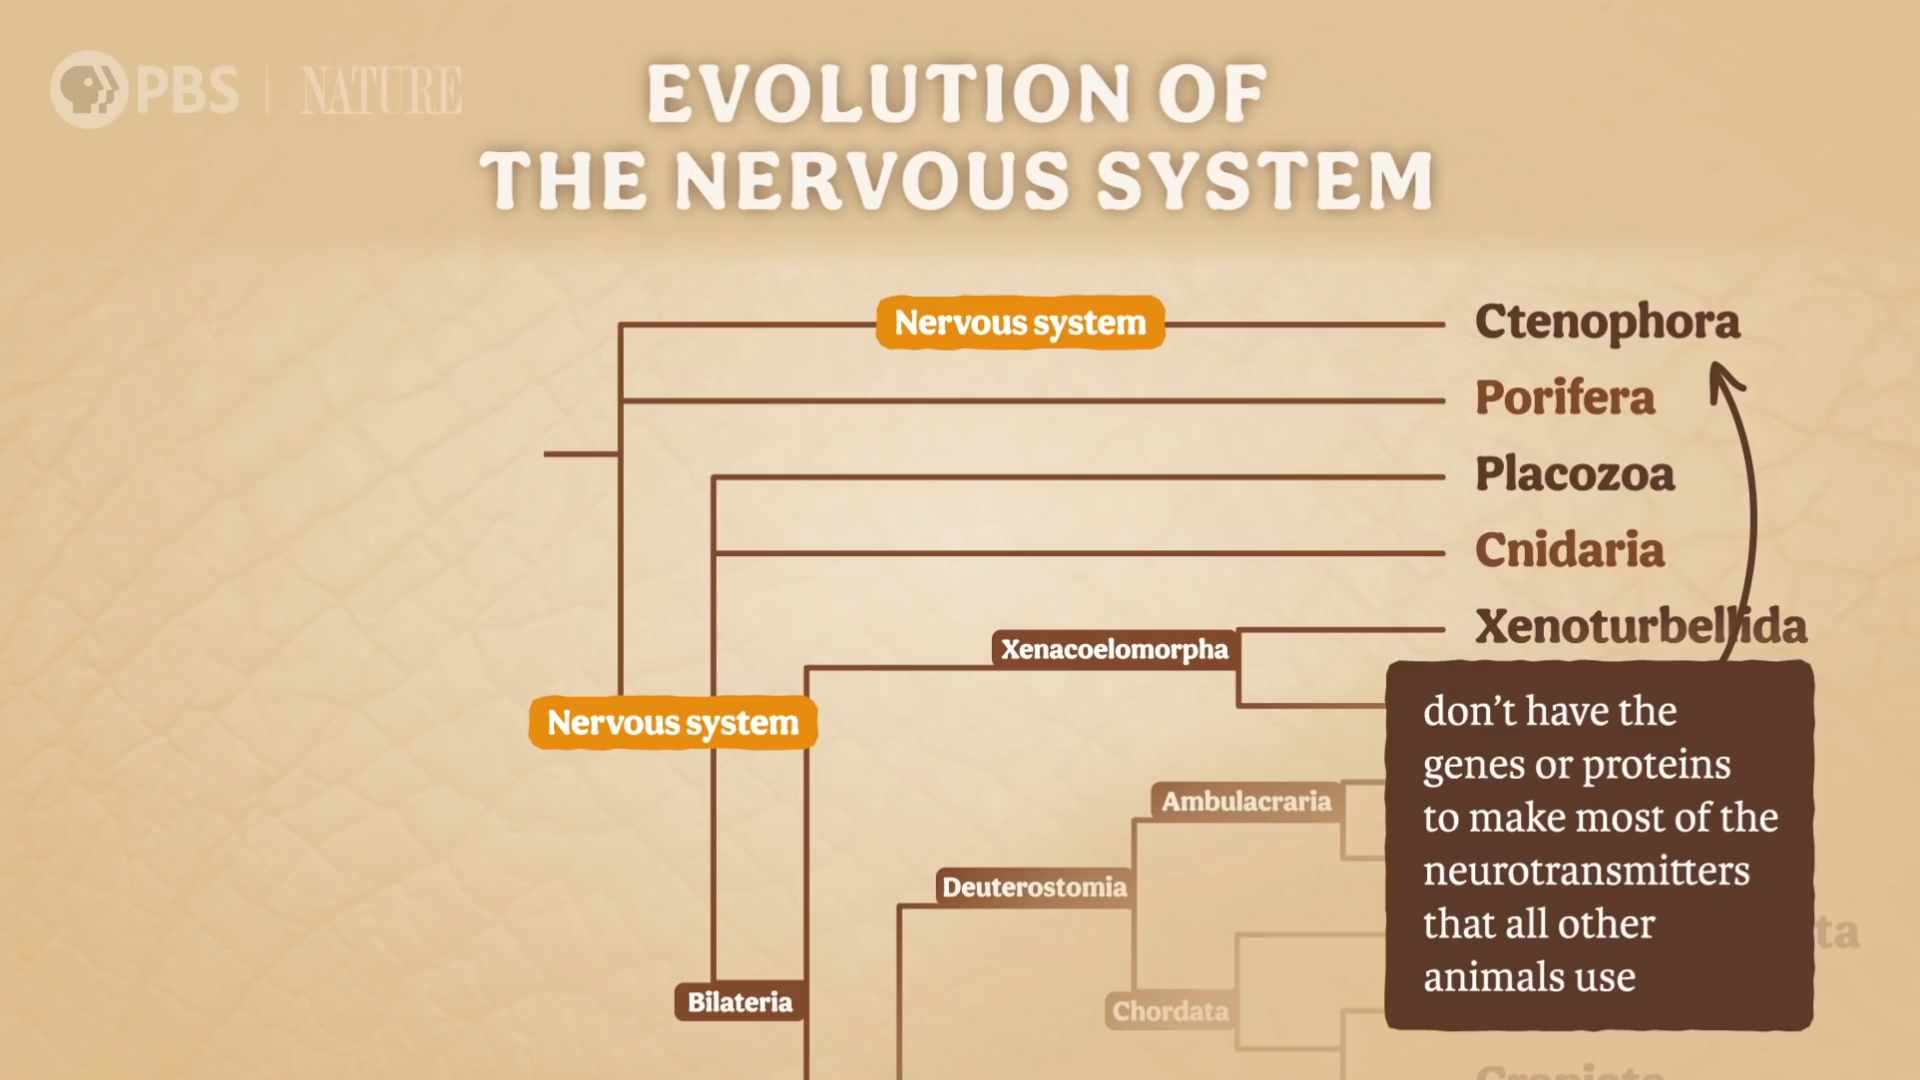 PBS | NATURE
EVOLUTION OF
THE NERVOUS SYSTEM
Nervous system
Ctenophora
Porifera
Placozoa
Cnidaria
Xenoturbellida
Xenacoelomorpha
Nervous system
don't have the
genes or proteins
to make most of the
neurotransmitters
that all other
animals use
Ambulacraria
Deuterostomia
Bilateria
Chordata